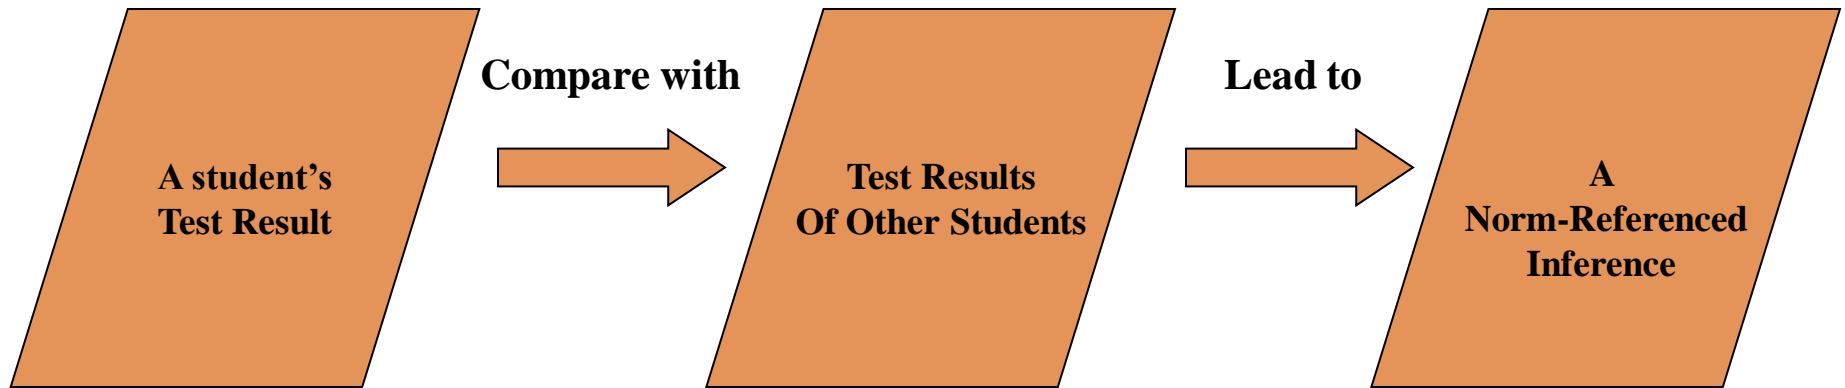 Compare with
Lead to
A student’s
Test Result
Test Results
Of Other Students
A
Norm-Referenced
Inference